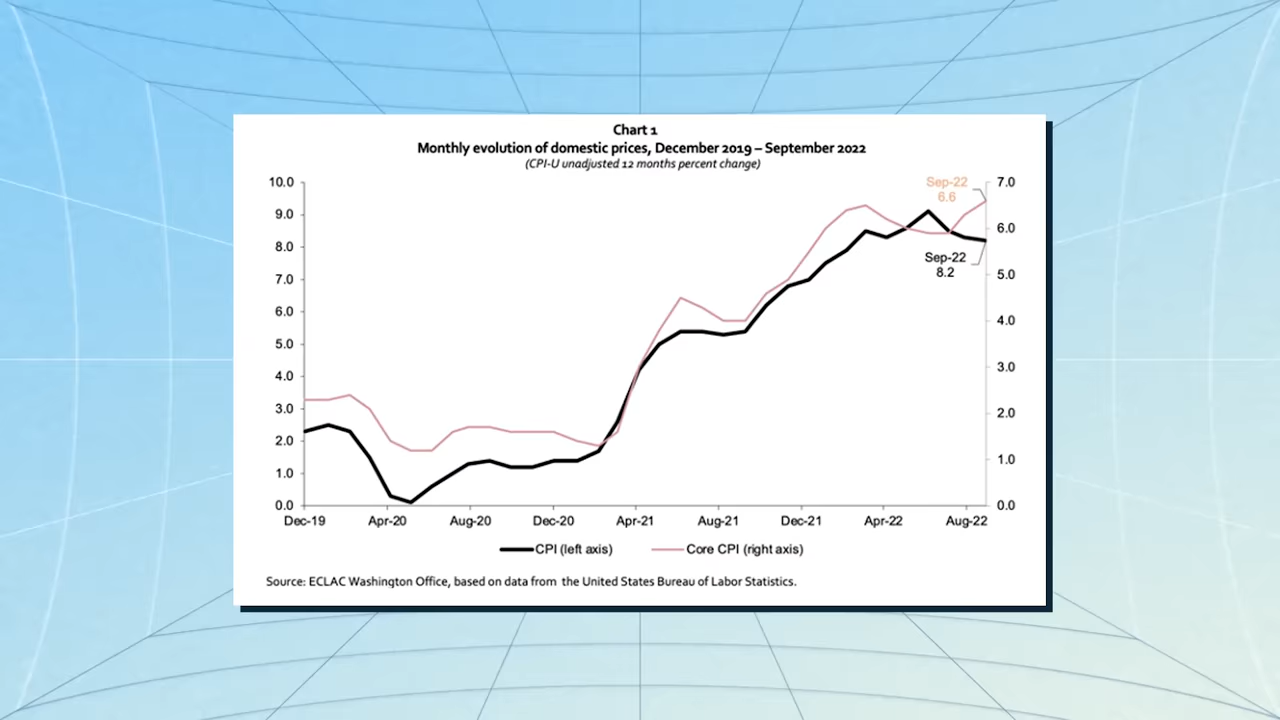 Chart 1
Monthly evolution of domestic prices, December 2019 – September 2022
(CPI-U unadjusted 12 months percent change)
10.0
9.0
8.0
7.0
6.0
5.0
4.0
3.0
2.0
1.0
0.0
Sep-22
6.6
Sep-22
8.2
7.0
6.0
5.0
4.0
3.0
2.0
1.0
0.0
Dec-19 Apr-20 Aug-20 Dec-20 Apr-21 Aug-21 Dec-21 Apr-22 Aug-22
CPI (left axis) Core CPI (right axis)
Source: ECLAC Washington Office, based on data from the United States Bureau of Labor Statistics.